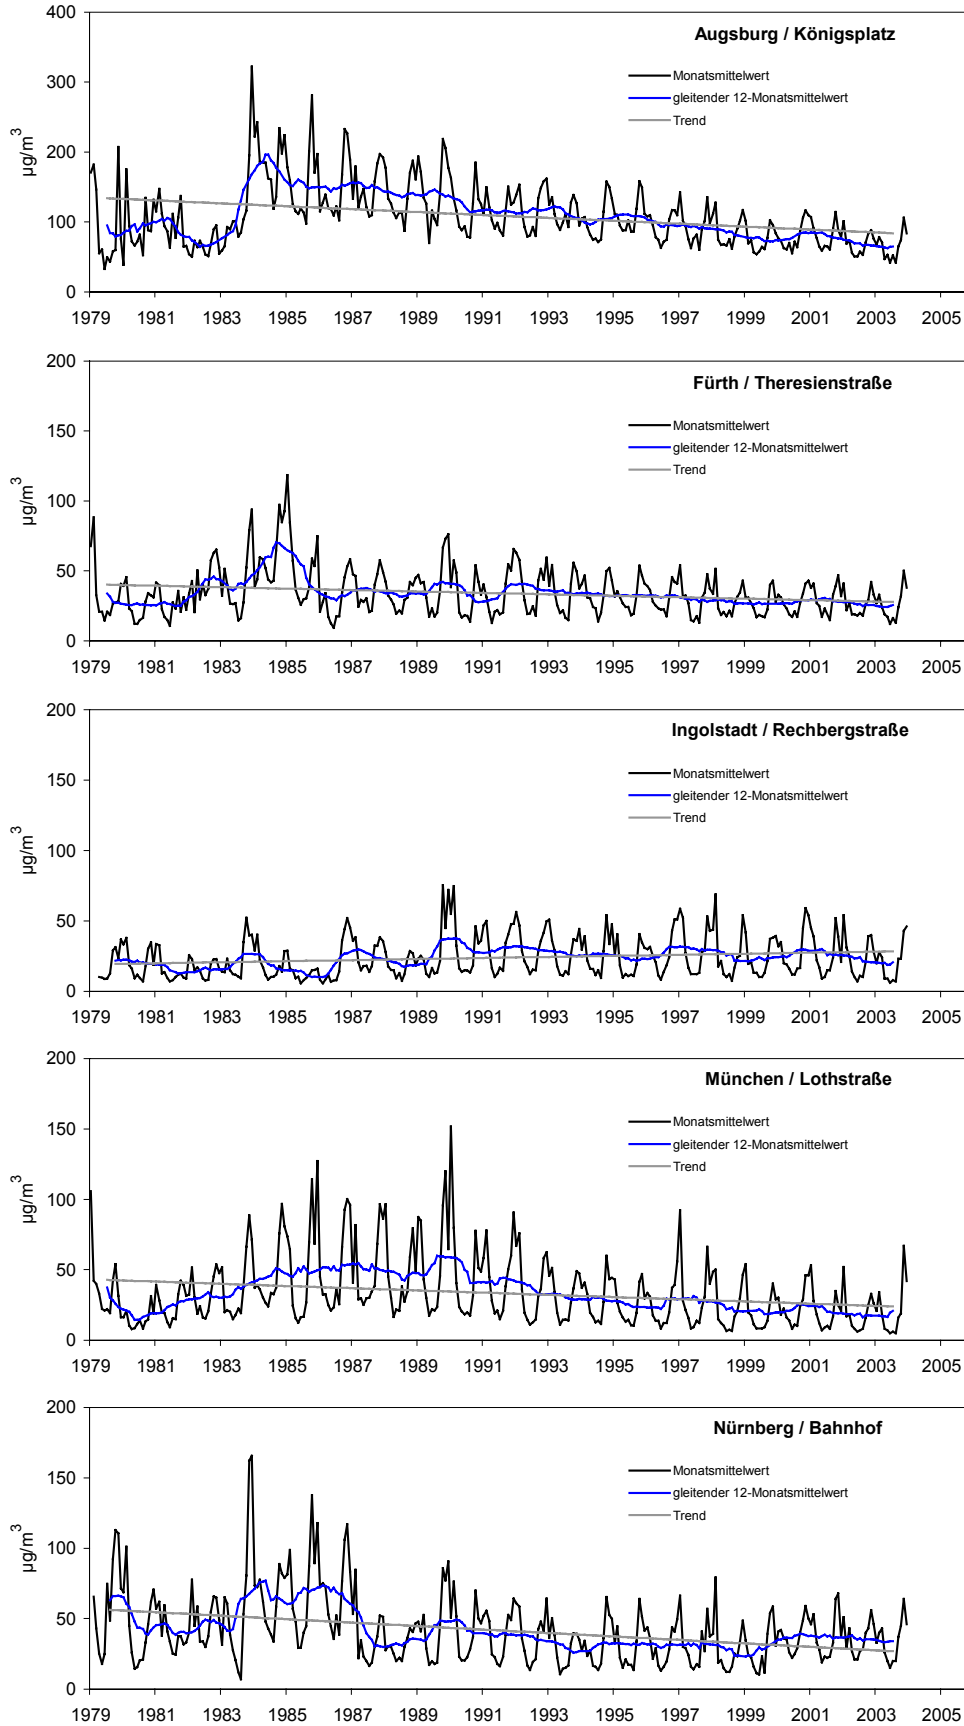 400
Augsburg / Königsplatz
Monatsmittelwert
300
gleitender 12-Monatsmittelwert
Trend
µg/m3
200
100
0
1979 1981 1983 1985 1987 1989 1991 1993 1995 1997 1999 2001 2003 2005
200
Fürth / Theresienstraße
150
Monatsmittelwert
gleitender 12-Monatsmittelwert
Trend
µg/m3
100
50
0
1979 1981 1983 1985 1987 1989 1991 1993 1995 1997 1999 2001 2003 2005
200
Ingolstadt / Rechbergstraße
Monatsmittelwert
150
gleitender 12-Monatsmittelwert
Trend
µg/m3
100
50
0
1979 1981 1983 1985 1987 1989 1991 1993 1995 1997 1999 2001 2003 2005
200
München / Lothstraße
Monatsmittelwert
150
gleitender 12-Monatsmittelwert
Trend
µg/m3
100
50
0
1979 1981 1983 1985 1987 1989 1991 1993 1995 1997 1999 2001 2003 2005
200
Nürnberg / Bahnhof
Monatsmittelwert
150
gleitender 12-Monatsmittelwert
Trend
µg/m3
100
50
0
1979 1981 1983 1985 1987 1989 1991 1993 1995 1997 1999 2001 2003 2005